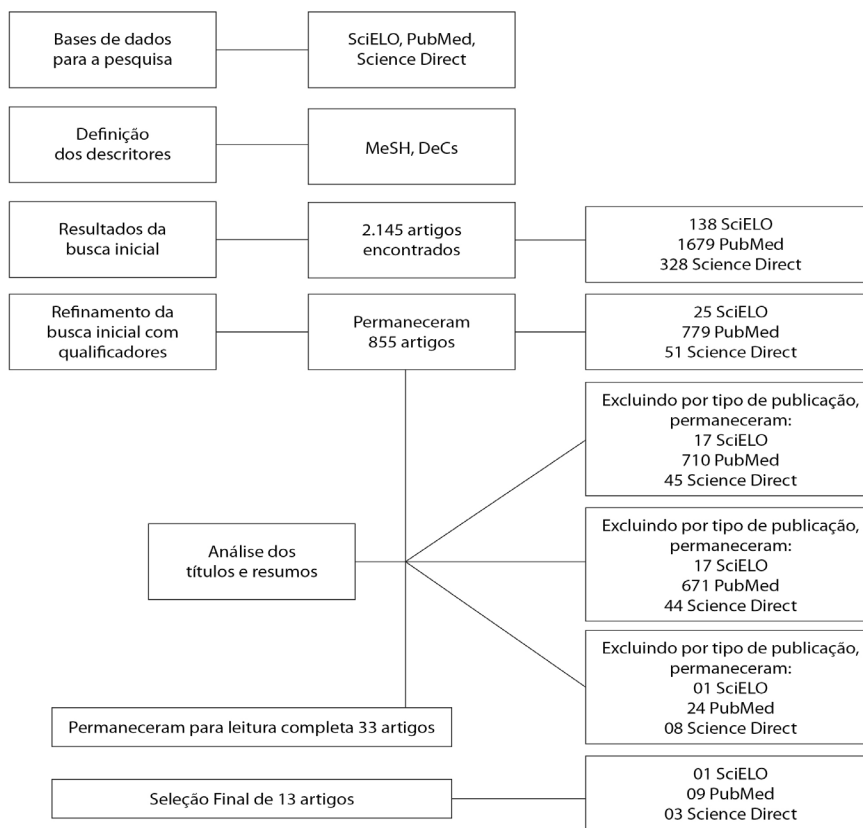 Bases de dados
para a pesquisa
SciELO, PubMed,
Science Direct
Definição
dos descritores
MeSH, DeCs
Resultados da
busca inicial
2.145 artigos
encontrados
138 SciELO
1679 PubMed
328 Science Direct
Refinamento da
busca inicial com
qualificadores
Permaneceram
855 artigos
25 SciELO
779 PubMed
51 Science Direct
Excluindo por tipo de publicação,
permaneceram:
17 SciELO
710 PubMed
45 Science Direct
Análise dos
títulos e resumos
Excluindo por tipo de publicação,
permaneceram:
17 SciELO
671 PubMed
44 Science Direct
Excluindo por tipo de publicação,
permaneceram:
01 SciELO
24 PubMed
08 Science Direct
Permaneceram para leitura completa 33 artigos
Seleção Final de 13 artigos
01 SciELO
09 PubMed
03 Science Direct